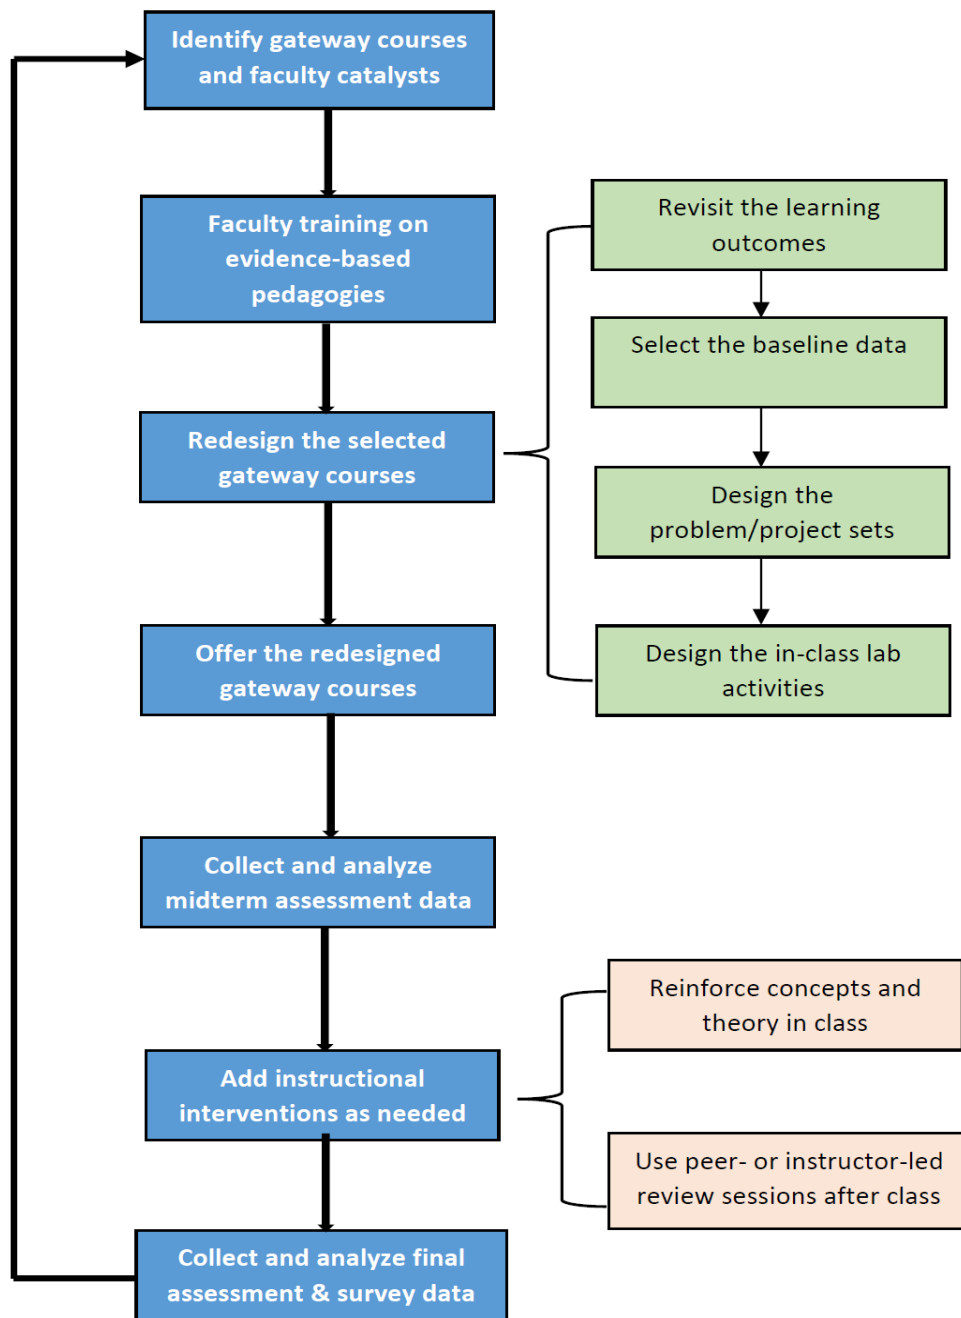 Identify gateway courses
and faculty catalysts
Faculty training on
evidence-based
pedagogies
Redesign the selected
gateway courses
Offer the redesigned
gateway courses
Collect and analyze
midterm assessment data
Add instructional
interventions as needed
Collect and analyze final
assessment & survey data
Revisit the learning
outcomes
Select the baseline data
Design the
problem/project sets
Design the in-class lab
activities
Reinforce concepts and
theory in class
Use peer- or instructor-led
review sessions after class